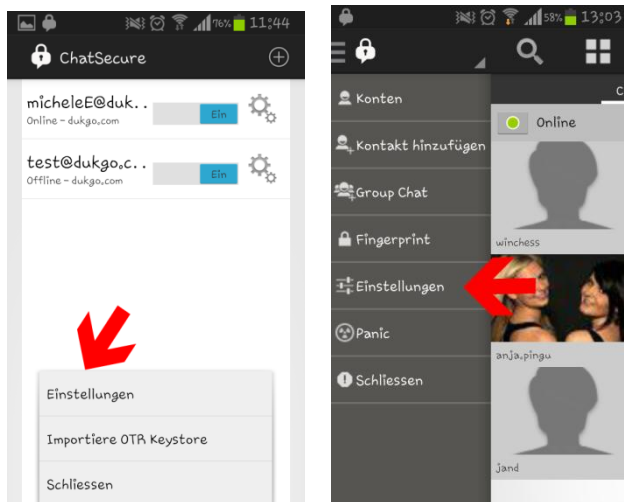 76% 11:44
ChatSecure
micheleE@duk..
Online - dukgo.com
Ein
test@dukgo.c..
Offline - dukgo.com
Ein
Einstellungen
Importiere OTR Keystore
Schliessen
58% 13:03
Konten
Kontakt hinzufügen
Group Chat
Fingerprint
Einstellungen
Panic
Schliessen
C
Online
winchess
anja.pingu
jand